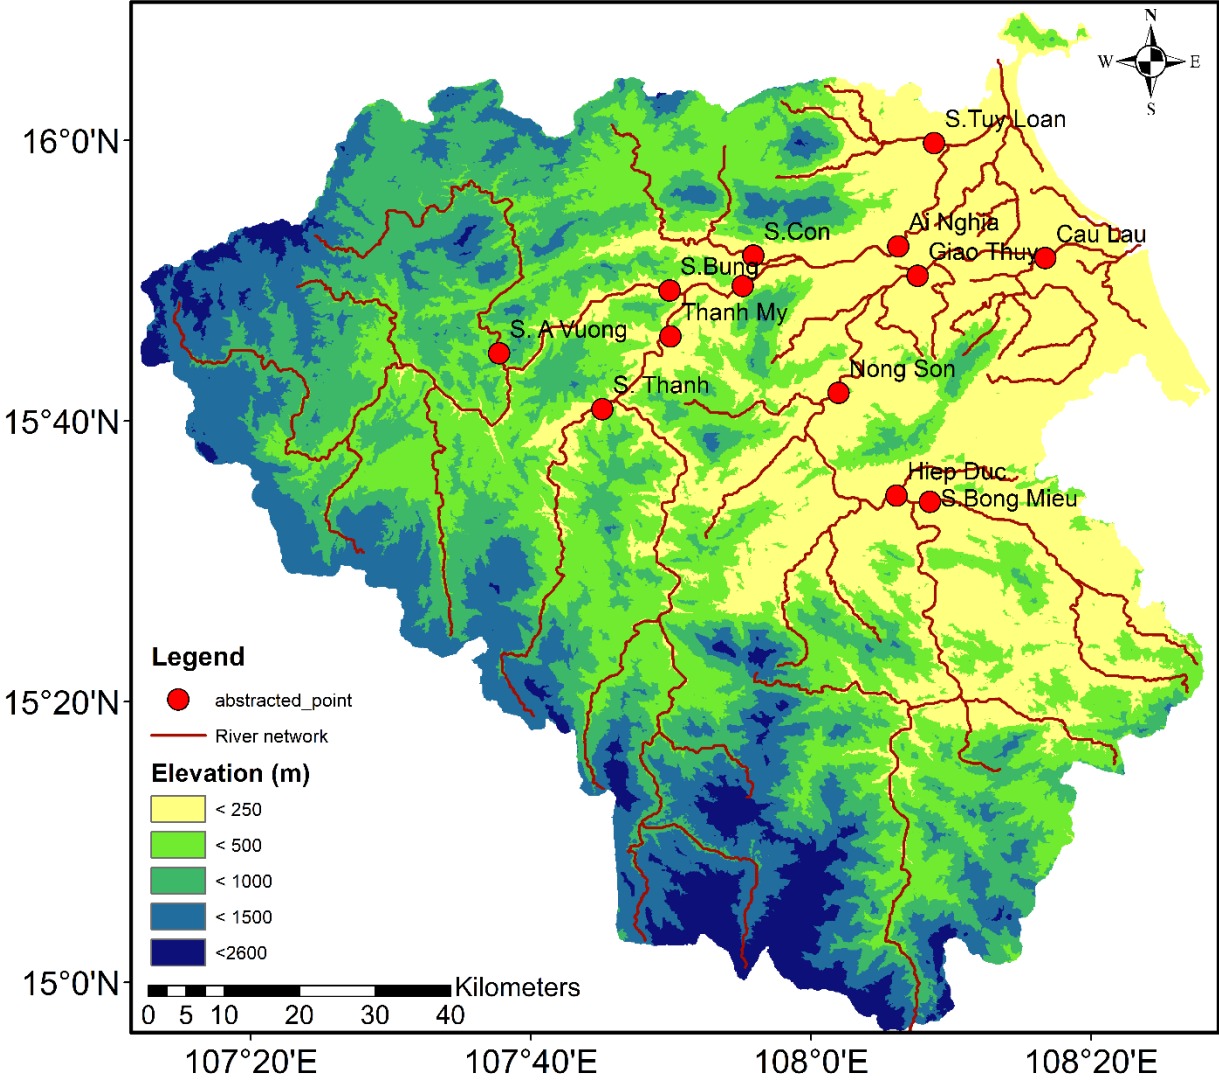 N
W E
S
16°0'N
S.Tuy Loan
Ai Nghia
Cau Lau
S.Con
Giao Thuy
S.Bung
Thanh My
S. A Vuong
Nong Son
S. Thanh
15°40'N
Hiep Duc
S.Bong Mieu
Legend
abstracted_point
15°20'N
River network
Elevation (m)
< 250
< 500
< 1000
< 1500
<2600
15°0'N
Kilometers
0 5 10 20 30 40
107°20'E 107°40'E 108°0'E 108°20'E